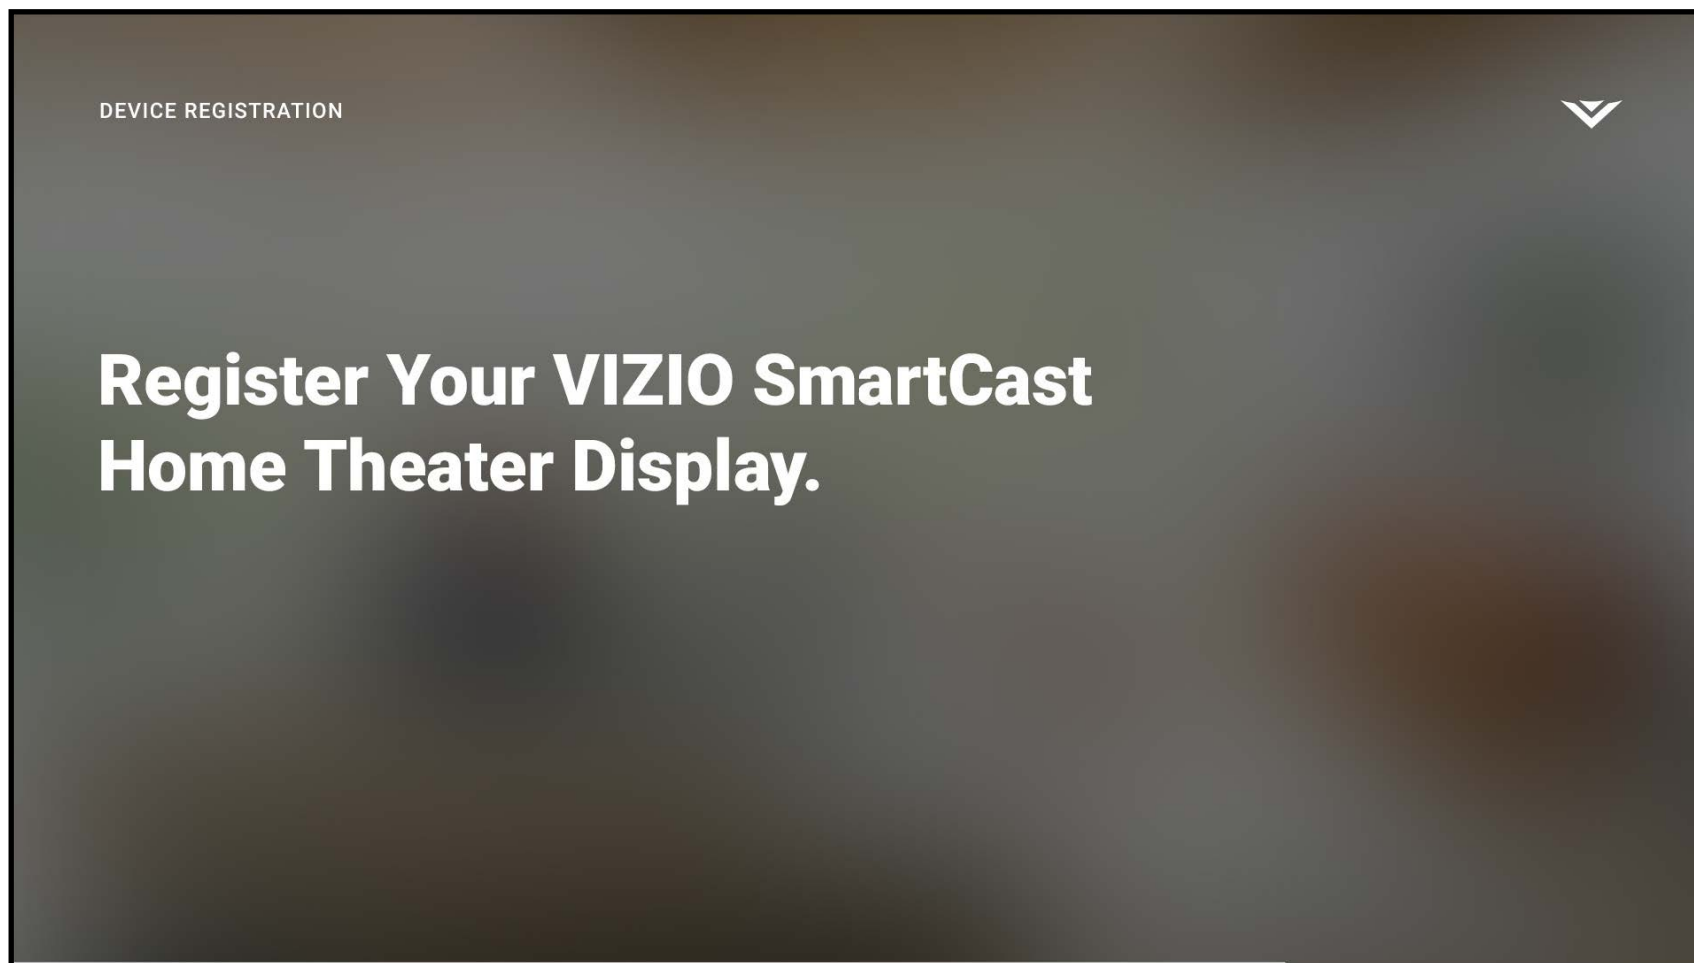 DEVICE REGISTRATION
Register Your VIZIO SmartCast
Home Theater Display.